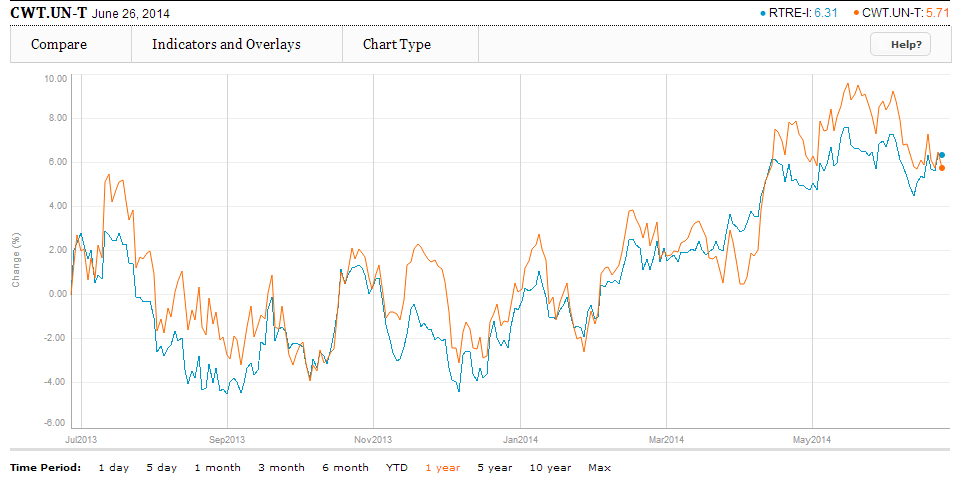 CWT.UN-T June 26, 2014 RTRE-I: 6.31 CWT.UN-T: 5.71
Compare Indicators and Overlays Chart Type Help?
10.00
8.00
6.00
4.00
2.00
0.00
-2.00
-4.00
-6.00
Change (%)
Jul2013 Sep2013 Nov2013 Jan2014 Mar2014 May2014
Time Period: 1 day 5 day 1 month 3 month 6 month YTD 1 year 5 year 10 year Max